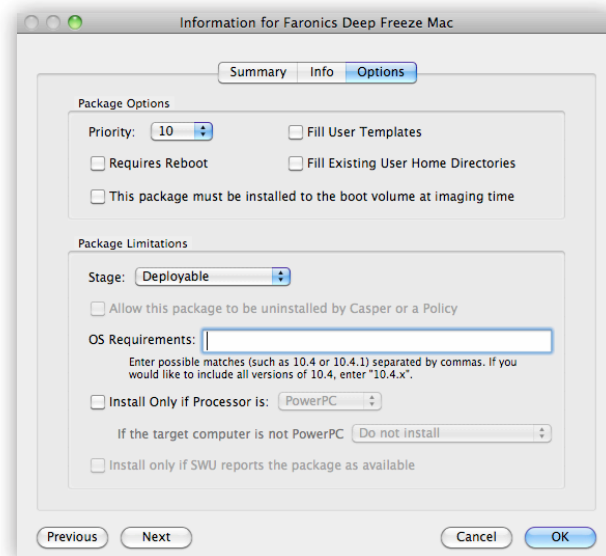 Information for Faronics Deep Freeze Mac
Summary Info Options
Package Options
Priority: 10
Fill User Templates
Requires Reboot
Fill Existing User Home Directories
This package must be installed to the boot volume at imaging time
Package Limitations
Stage: Deployable
Allow this package to be uninstalled by Casper or a Policy
OS Requirements:
Enter possible matches (such as 10.4 or 10.4.1) separated by commas. If you
would like to include all versions of 10.4, enter "10.4.x".
Install Only if Processor is: PowerPC
If the target computer is not PowerPC Do not install
Install only if SWU reports the package as available
Previous Next Cancel OK